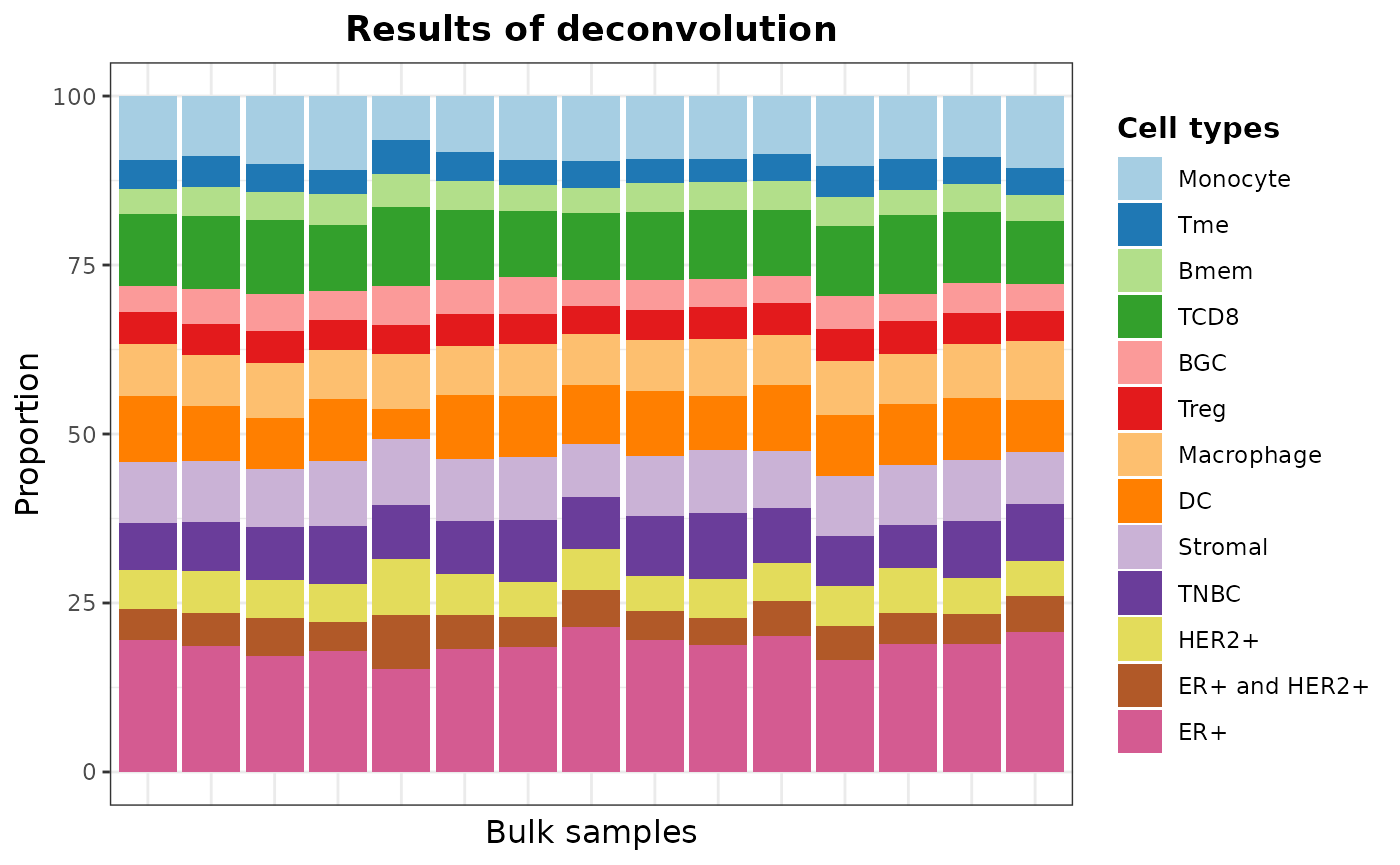 Results of deconvolution
100
75
50
25
0
Proportion
Bulk samples
Cell types
Monocyte
Tme
Bmem
TCD8
BGC
Treg
Macrophage
DC
Stromal
TNBC
HER2+
ER+ and HER2+
ER+